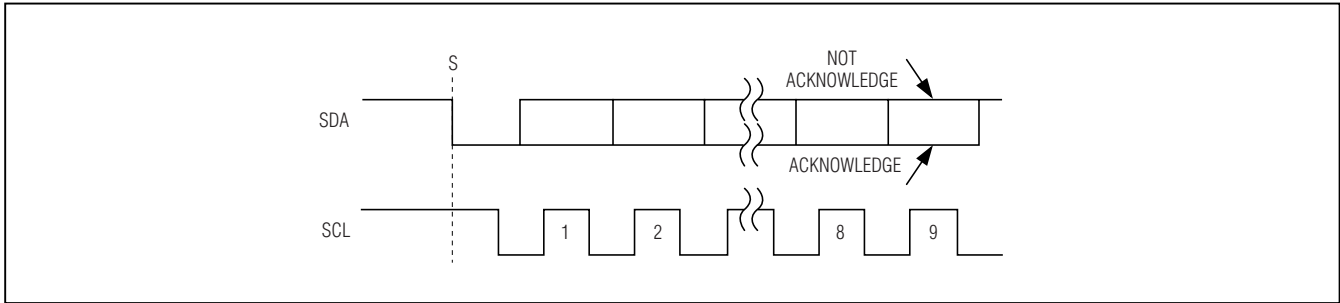 S
NOT
ACKNOWLEDGE
SDA
ACKNOWLEDGE
SCL
1
2
8
9